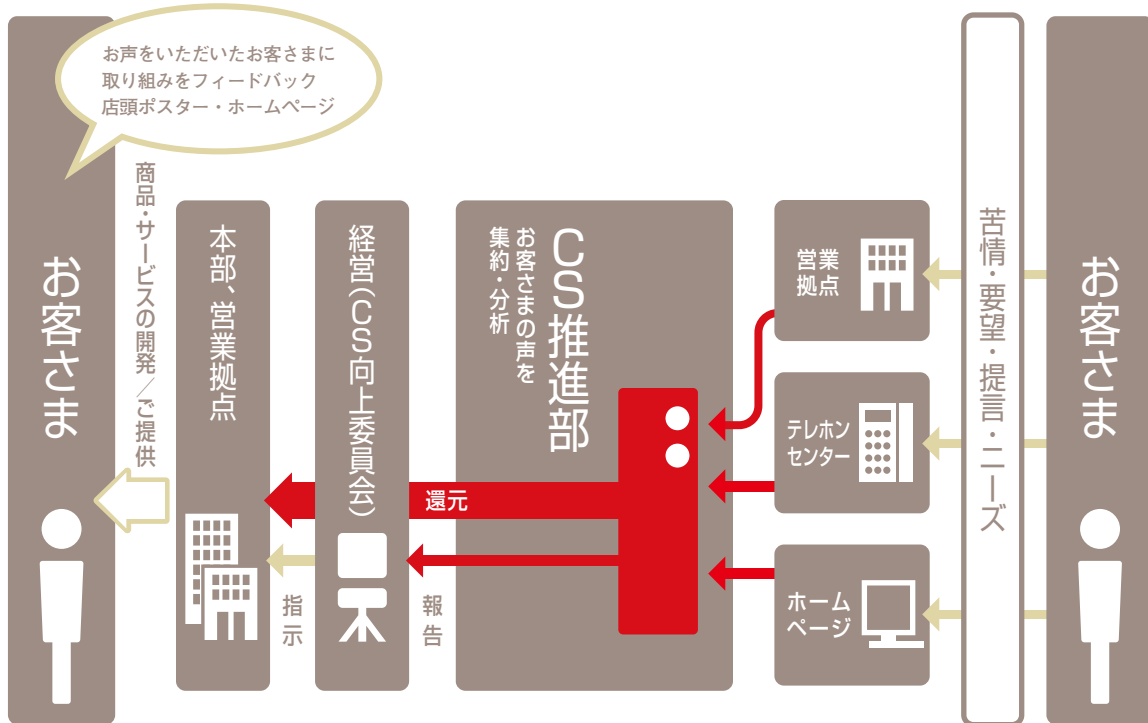 お声をいただいたお客さまに
取り組みをフィードバック
店頭ポスター・ホームページ
お客さま
商品・サービスの開発／ご提供
本部、営業拠点
指示
経営（CS向上委員会）
報告
CS推進部
お客さまの声を
集約・分析
還元
営業
拠点
テレホン
センター
ホーム
ページ
苦情・要望・提言・ニーズ
お客さま